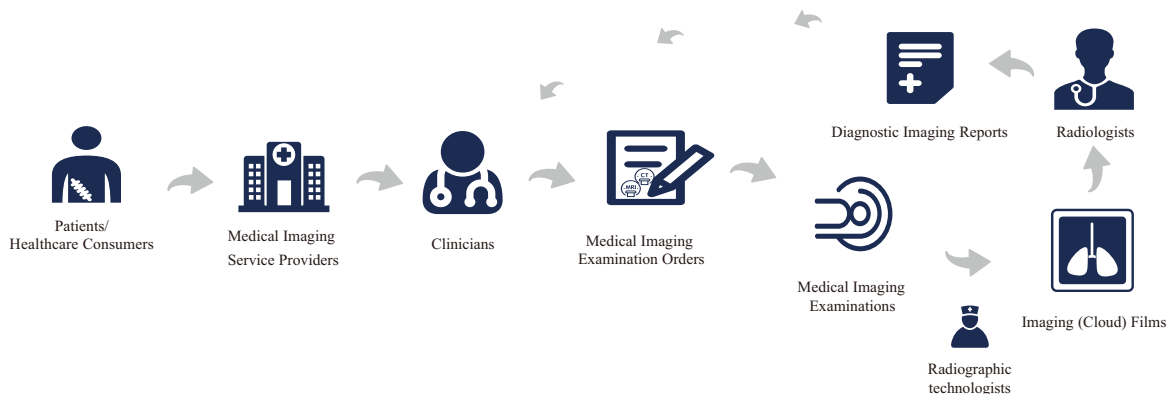 Patients/
Healthcare Consumers
Medical Imaging
Service Providers
Clinicians
CT
MRI
Medical Imaging
Examination Orders
Medical Imaging
Examinations
Radiographic
technologists
Imaging (Cloud) Films
Radiologists
Diagnostic Imaging Reports